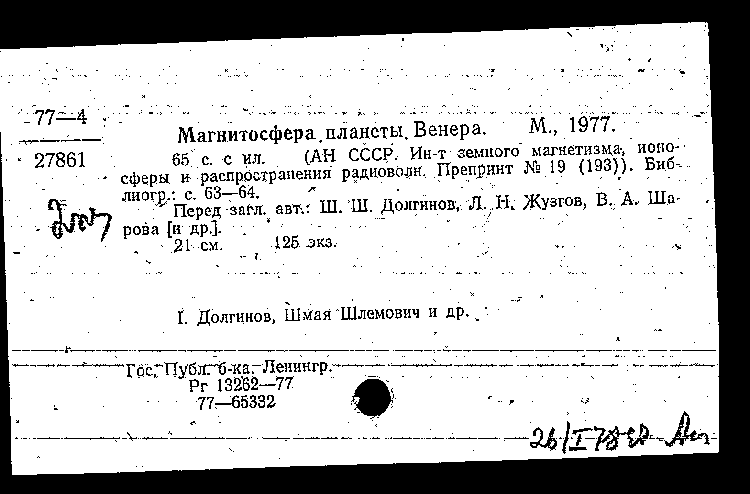 77—4
27861
Магнитосфера планеты Венера. М., 1977.
65 с. с ил. (АН СССР. Ин-т земного магнетизма, ионо-
сферы и распространения радиоволн. Препринт № 19 (193)). Биб-
лиогр.: с. 63—64.
Перед загл. авт.: Ш. Ш. Долгинов, Л. Н. Жузгов, В. А. Ша-
рова [и др.].
21 см. 125 экз.
I. Долгинов, Шмая Шлемович и др.
Гос. Публ. б-ка. Ленингр.
Рг 13262—77
77—65332
26/I 78